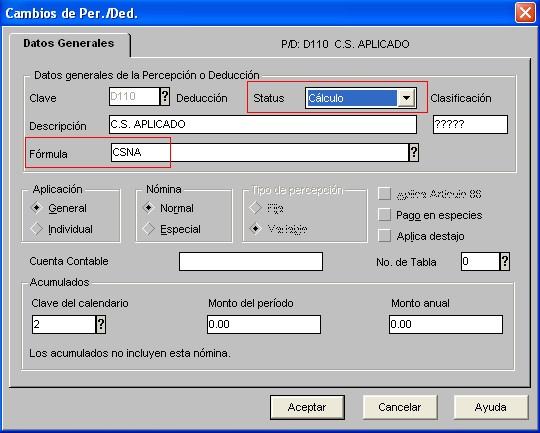 Cambios de Per./Ded.
Datos Generales P/D: D110 C.S. APLICADO
Datos generales de la Percepción o Deducción
Clave D110 ? Deducción Status Cálculo Clasificación
Descripción C.S. APLICADO ?????
Fórmula CSNA ?
Aplicación Nómina Tipo de percepción Aplica Artículo 86
General Normal Fija Pago en especies
Individual Especial Variable Aplica destajo
Cuenta Contable No. de Tabla 0 ?
Acumulados
Clave del calendario Monto del período Monto anual
2 ? 0.00 0.00
Los acumulados no incluyen esta nómina.
Aceptar Cancelar Ayuda